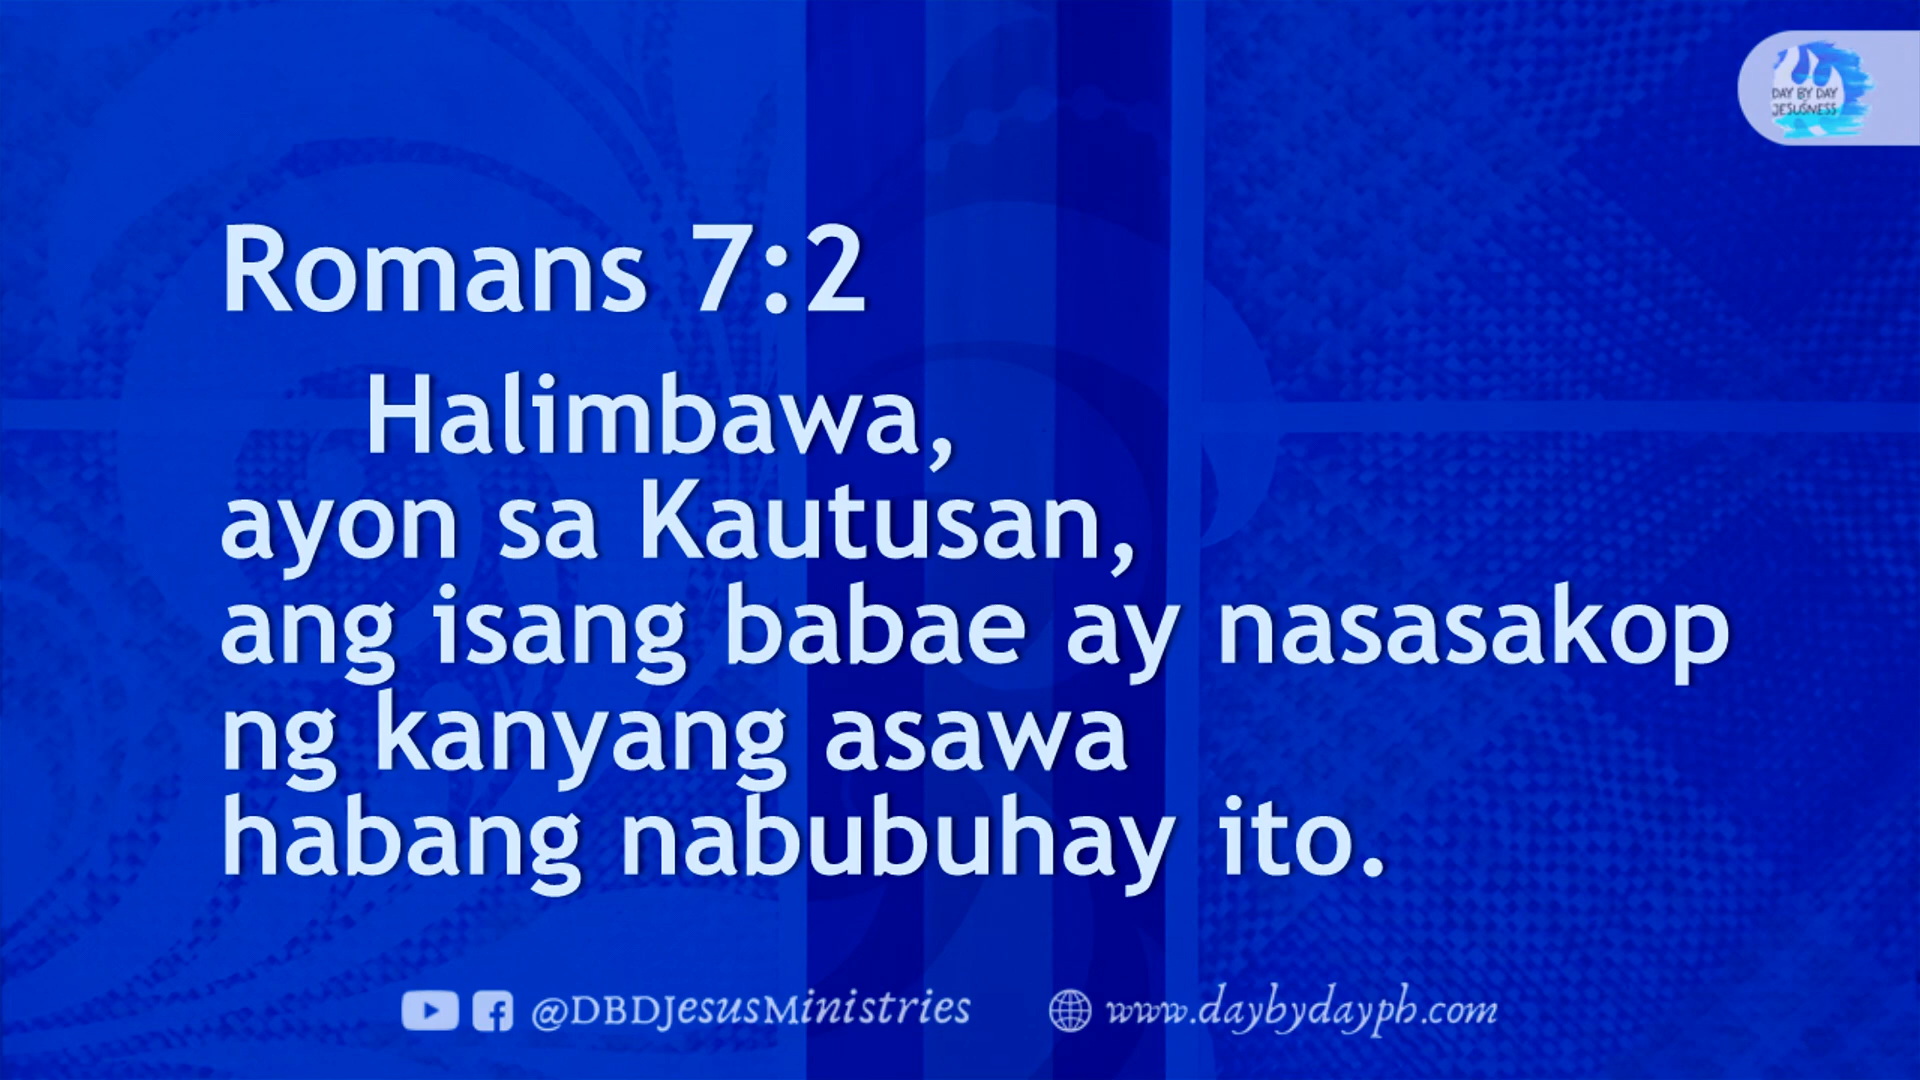 DAY BY DAY
JESUSNESS
Romans 7:2
Halimbawa,
ayon sa Kautusan,
ang isang babae ay nasasakop
ng kanyang asawa
habang nabubuhay ito.
@DBDJesusMinistries
www.daybydayph.com